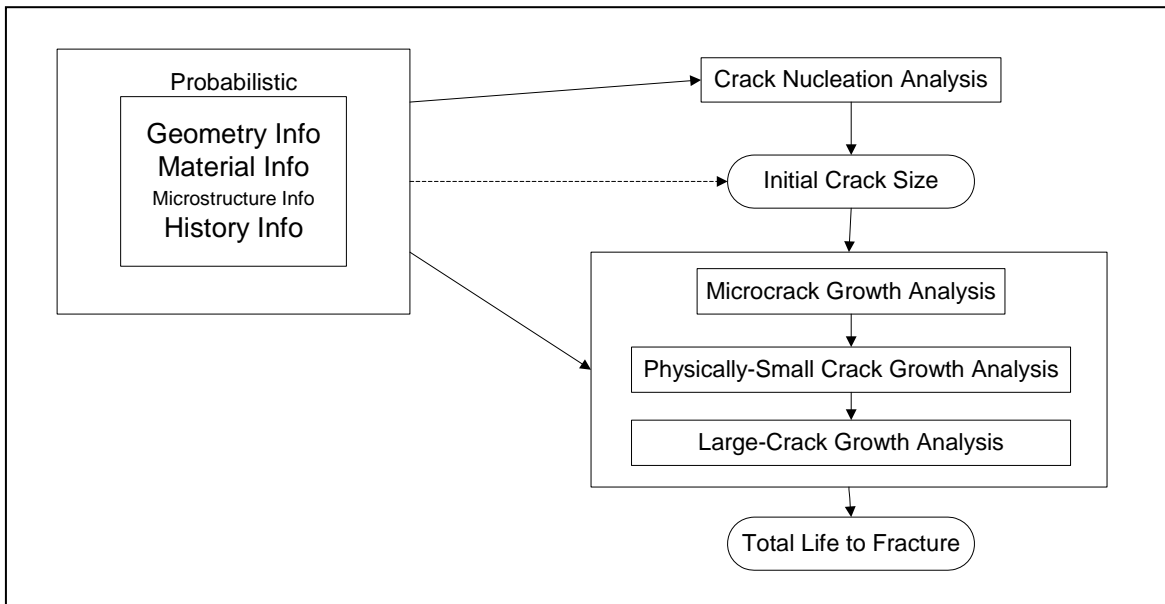 Probabilistic
Geometry Info
Material Info
Microstructure Info
History Info
Crack Nucleation Analysis
Initial Crack Size
Microcrack Growth Analysis
Physically-Small Crack Growth Analysis
Large-Crack Growth Analysis
Total Life to Fracture